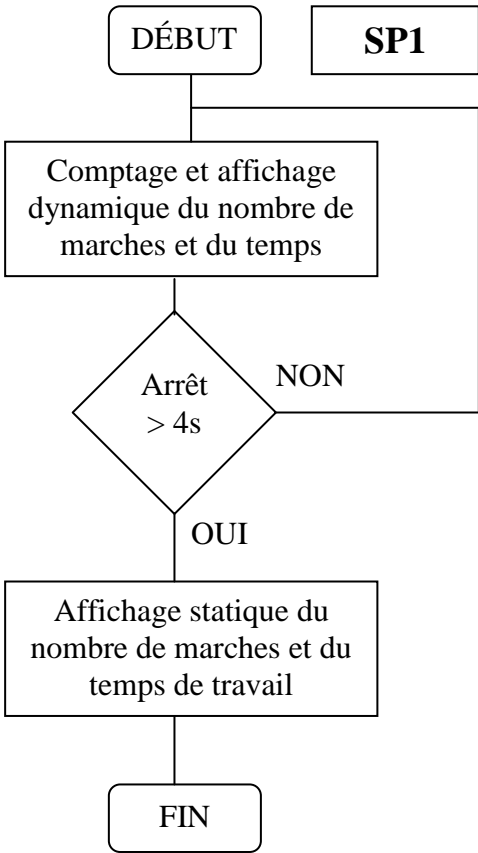 DÉBUT
SP1
Comptage et affichage
dynamique du nombre de
marches et du temps
Arrêt
> 4s
NON
OUI
Affichage statique du
nombre de marches et du
temps de travail
FIN